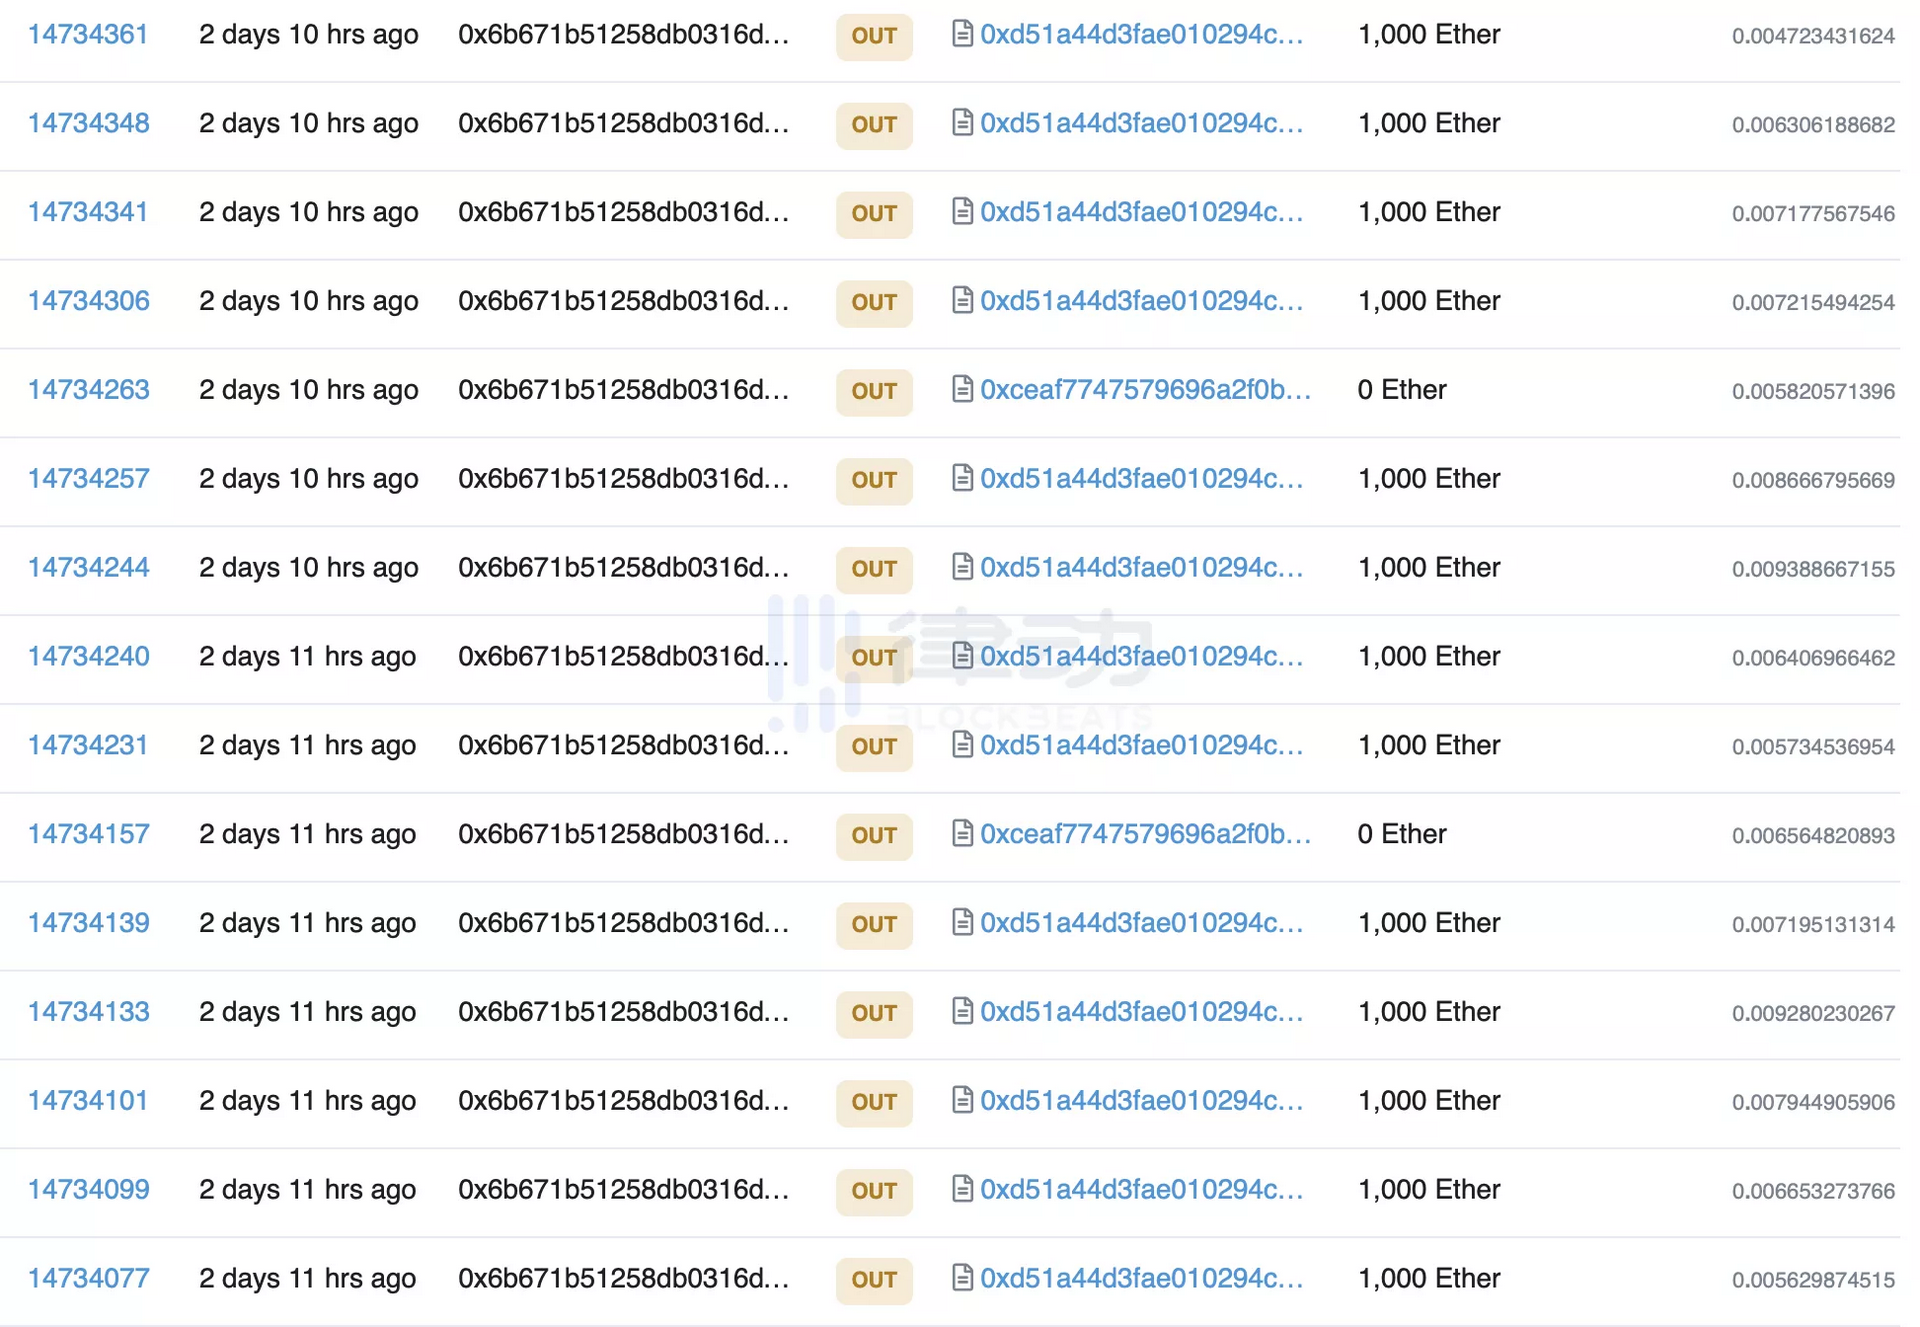 14734361 2 days 10 hrs ago 0x6b671b51258db0316d... OUT 0xd51a44d3fae010294c... 1,000 Ether 0.004723431624
14734348 2 days 10 hrs ago 0x6b671b51258db0316d... OUT 0xd51a44d3fae010294c... 1,000 Ether 0.006306188682
14734341 2 days 10 hrs ago 0x6b671b51258db0316d... OUT 0xd51a44d3fae010294c... 1,000 Ether 0.007177567546
14734306 2 days 10 hrs ago 0x6b671b51258db0316d... OUT 0xd51a44d3fae010294c... 1,000 Ether 0.007215494254
14734263 2 days 10 hrs ago 0x6b671b51258db0316d... OUT 0xceaf7747579696a2f0b... 0 Ether 0.005820571396
14734257 2 days 10 hrs ago 0x6b671b51258db0316d... OUT 0xd51a44d3fae010294c... 1,000 Ether 0.008666795669
14734244 2 days 10 hrs ago 0x6b671b51258db0316d... OUT 0xd51a44d3fae010294c... 1,000 Ether 0.009388667155
律动
14734240 2 days 11 hrs ago 0x6b671b51258db0316d... OUT 0xd51a44d3fae010294c... 1,000 Ether 0.006406966462
BLOCKBEATS
14734231 2 days 11 hrs ago 0x6b671b51258db0316d... OUT 0xd51a44d3fae010294c... 1,000 Ether 0.005734536954
14734157 2 days 11 hrs ago 0x6b671b51258db0316d... OUT 0xceaf7747579696a2f0b... 0 Ether 0.006564820893
14734139 2 days 11 hrs ago 0x6b671b51258db0316d... OUT 0xd51a44d3fae010294c... 1,000 Ether 0.007195131314
14734133 2 days 11 hrs ago 0x6b671b51258db0316d... OUT 0xd51a44d3fae010294c... 1,000 Ether 0.009280230267
14734101 2 days 11 hrs ago 0x6b671b51258db0316d... OUT 0xd51a44d3fae010294c... 1,000 Ether 0.007944905906
14734099 2 days 11 hrs ago 0x6b671b51258db0316d... OUT 0xd51a44d3fae010294c... 1,000 Ether 0.006653273766
14734077 2 days 11 hrs ago 0x6b671b51258db0316d... OUT 0xd51a44d3fae010294c... 1,000 Ether 0.005629874515